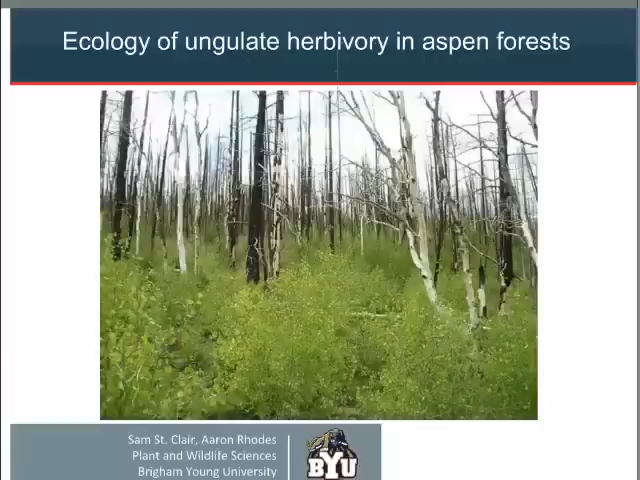 Ecology of ungulate herbivory in aspen forests
Sam St. Clair, Aaron Rhodes
Plant and Wildlife Sciences
Brigham Young University
BYU